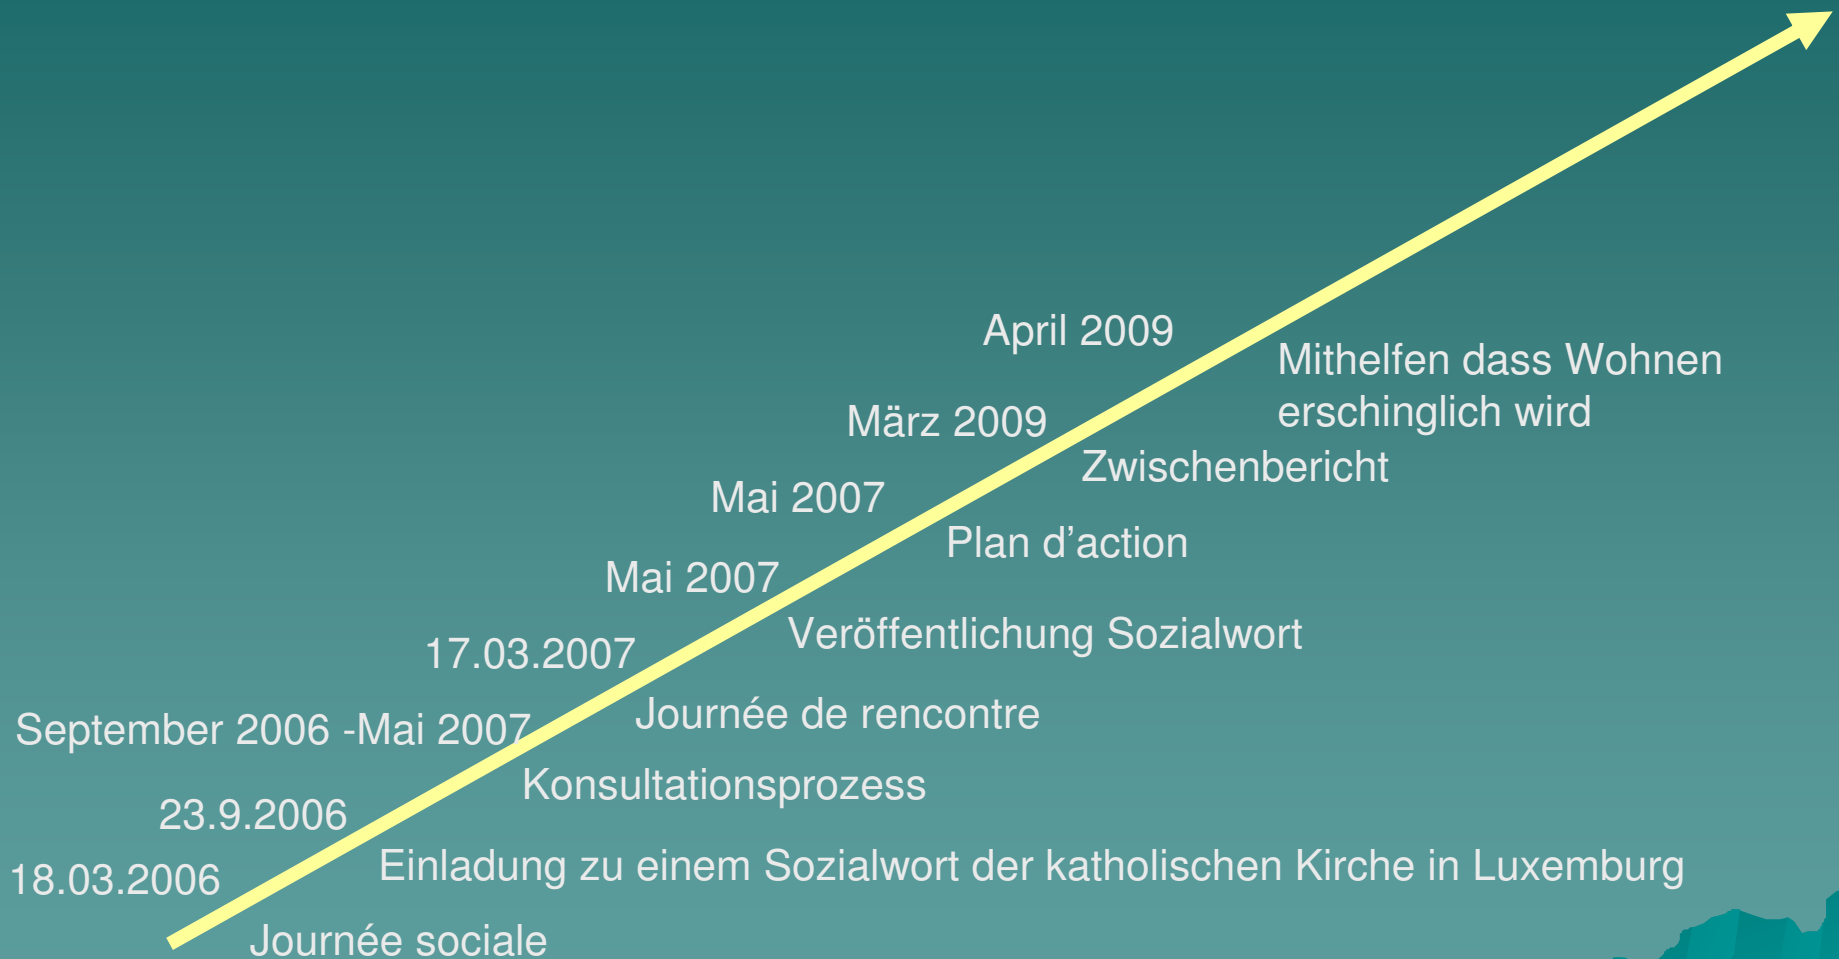 April 2009
Mithelfen dass Wohnen
erschinglich wird
März 2009
Zwischenbericht
Mai 2007
Plan d’action
Mai 2007
Veröffentlichung Sozialwort
17.03.2007
Journée de rencontre
September 2006 -Mai 2007
Konsultationsprozess
23.9.2006
Einladung zu einem Sozialwort der katholischen Kirche in Luxemburg
18.03.2006
Journée sociale